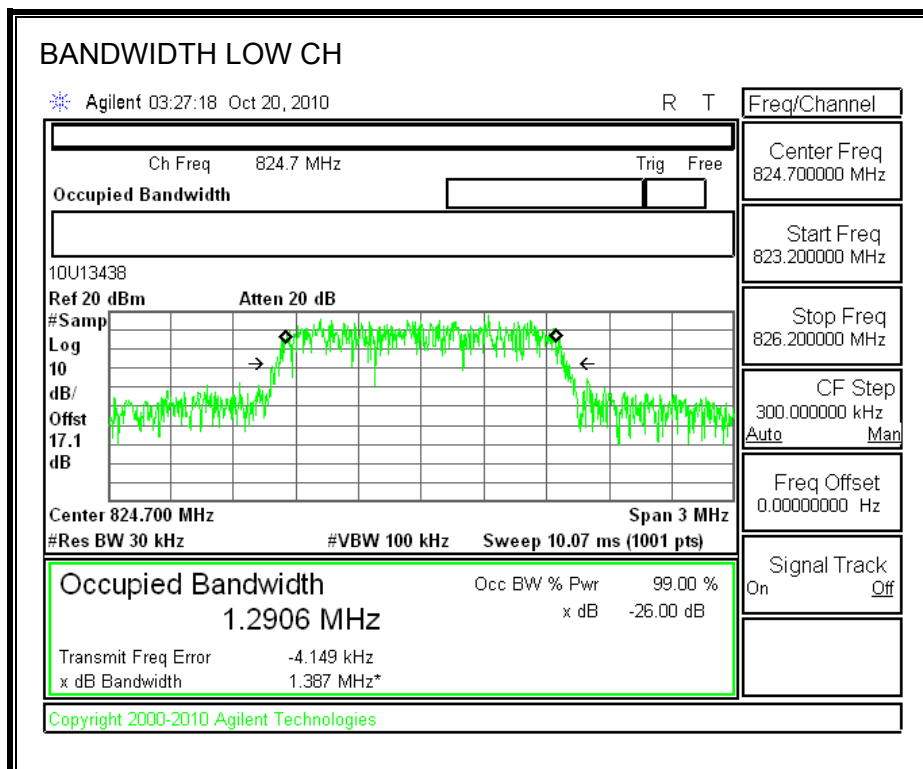 BANDWIDTH LOW CH
Agilent 03:27:18 Oct 20, 2010 R T
Freq/Channel
Ch Freq 824.7 MHz Trig Free
Occupied Bandwidth
Center Freq
824.700000 MHz
Start Freq
823.200000 MHz
Stop Freq
826.200000 MHz
CF Step
300.000000 kHz
Auto Man
Freq Offset
0.00000000 Hz
Signal Track
On Off
10U13438
Ref 20 dBm Atten 20 dB
#Samp
Log
10
dB/
Offst
17.1
dB
Center 824.700 MHz Span 3 MHz
#Res BW 30 kHz #VBW 100 kHz Sweep 10.07 ms (1001 pts)
Occupied Bandwidth Occ BW % Pwr 99.00 %
1.2906 MHz x dB -26.00 dB
Transmit Freq Error -4.149 kHz
x dB Bandwidth 1.387 MHz*
Copyright 2000-2010 Agilent Technologies